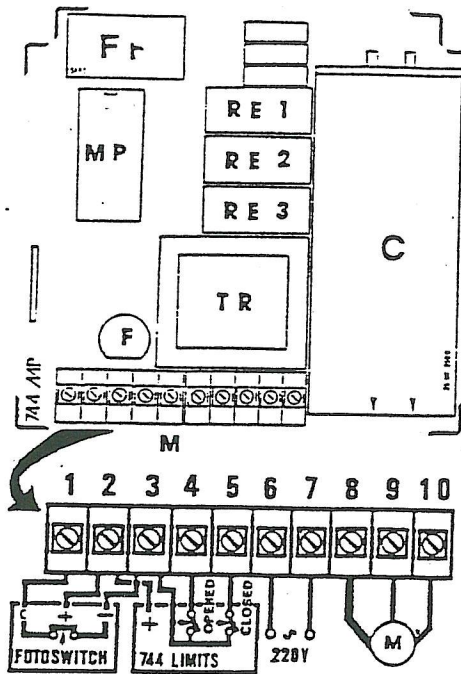 Fr
RE 1
MP
RE 2
RE 3
C
TR
F
744 MP
M
1 2 3 4 5 6 7 8 9 10
OPENED
CLOSED
+ -
+
FOTOSWITCH
744 LIMITS
220V
M